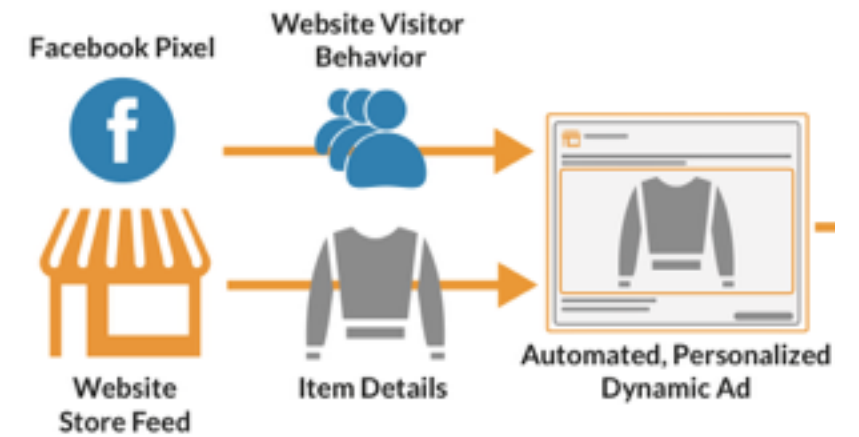 Facebook Pixel
Website Visitor
Behavior
f
Website
Store Feed
Item Details
Automated, Personalized
Dynamic Ad